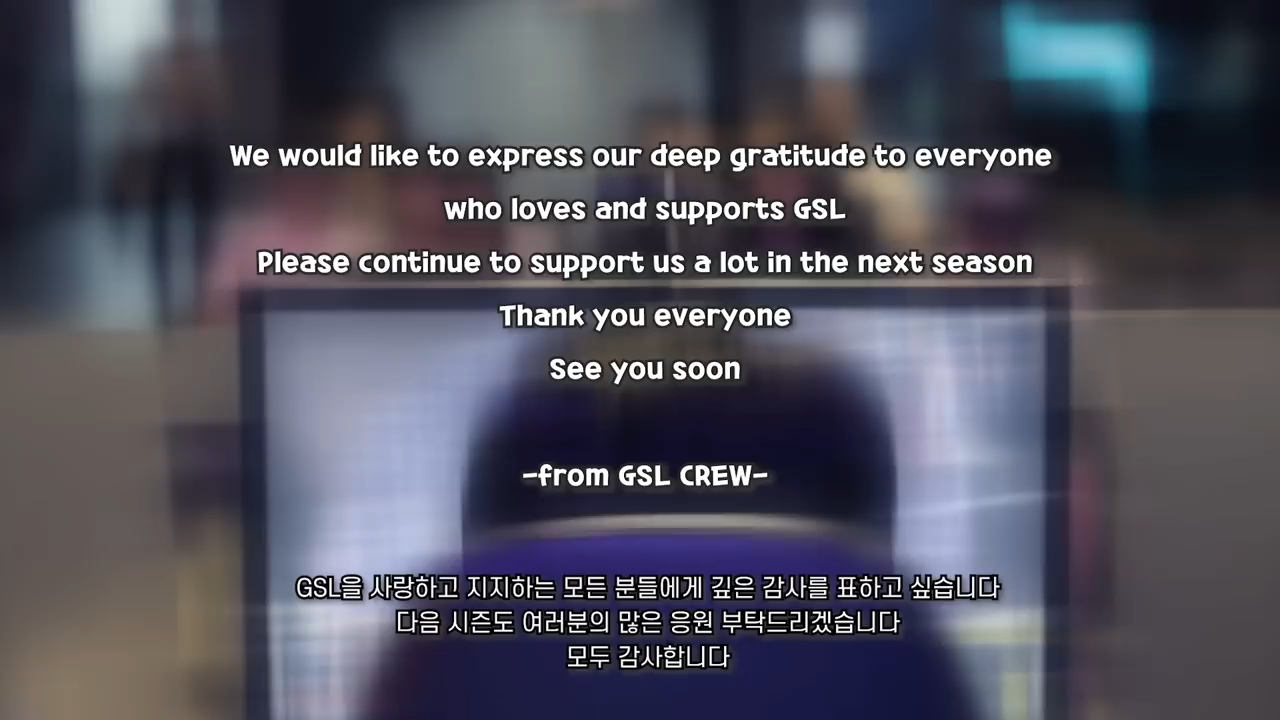 We would like to express our deep gratitude to everyone
who loves and supports GSL
Please continue to support us a lot in the next season
Thank you everyone
See you soon
-from GSL CREW-
GSL을 사랑하고 지지하는 모든 분들에게 깊은 감사를 표하고 싶습니다
다음 시즌도 여러분의 많은 응원 부탁드리겠습니다
모두 감사합니다